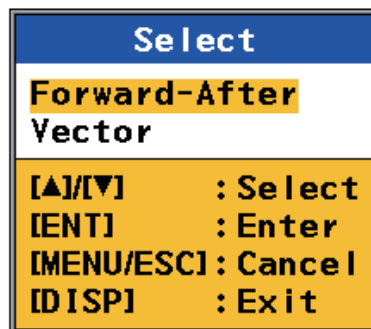 Select
Forward-After
Vector
[▲]/[▼] :Select
[ENT] :Enter
[MENU/ESC]:Cancel
[DISP] :Exit